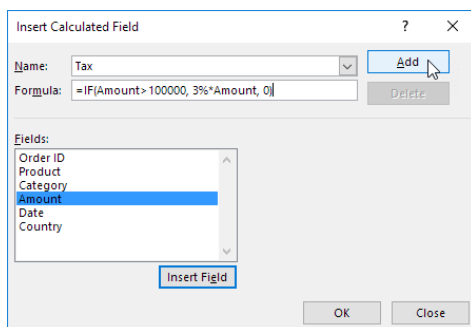 Insert Calculated Field ? X
Name: Tax Add
Formula: =IF(Amount>100000, 3%*Amount, 0) Delete
Fields:
Order ID
Product
Category
Amount
Date
Country
Insert Field
OK Close